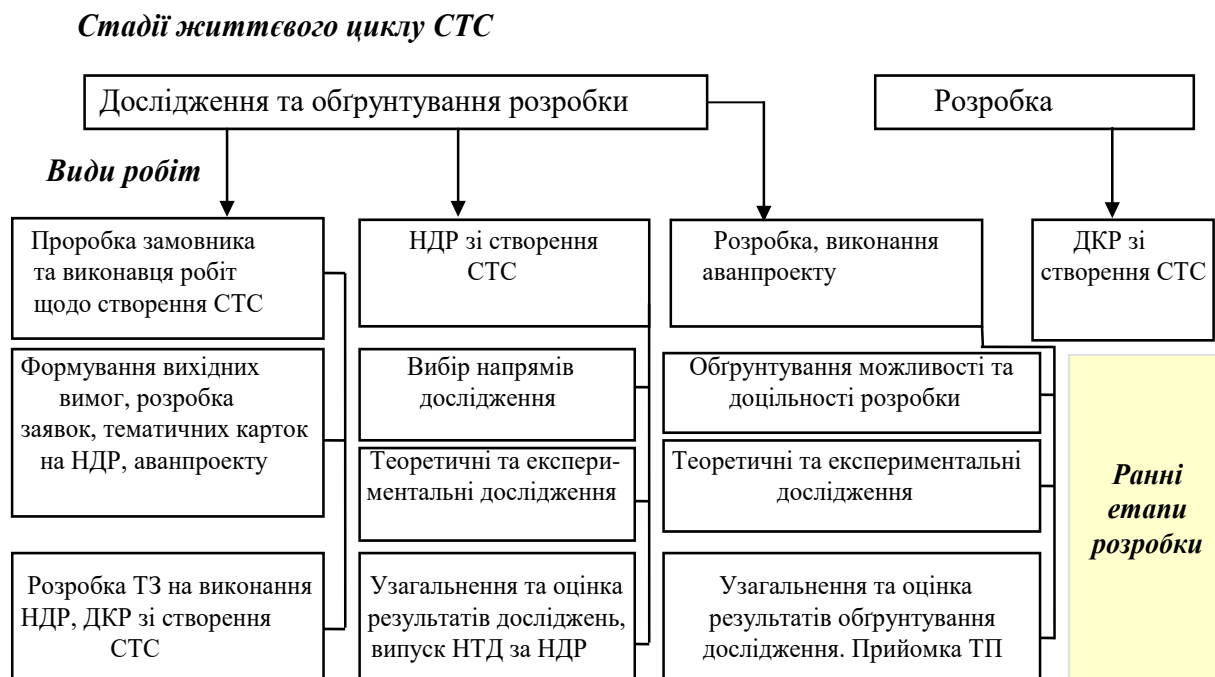 Стадії життєвого циклу СТС
Дослідження та обґрунтування розробки
Розробка
Види робіт
Проробка замовника
та виконавця робіт
щодо створення СТС
НДР зі створення
СТС
Розробка, виконання
аванпроекту
ДКР зі
створення СТС
Формування вихідних
вимог, розробка
заявок, тематичних карток
на НДР, аванпроекту
Розробка ТЗ на виконання
НДР, ДКР зі створення
СТС
Вибір напрямів
дослідження
Теоретичні та експери-
ментальні дослідження
Узагальнення та оцінка
результатів досліджень,
випуск НТД за НДР
Обґрунтування можливості та
доцільності розробки
Теоретичні та експериментальні
дослідження
Узагальнення та оцінка
результатів обґрунтування
дослідження. Прийомка ТП
Ранні
етапи
розробки